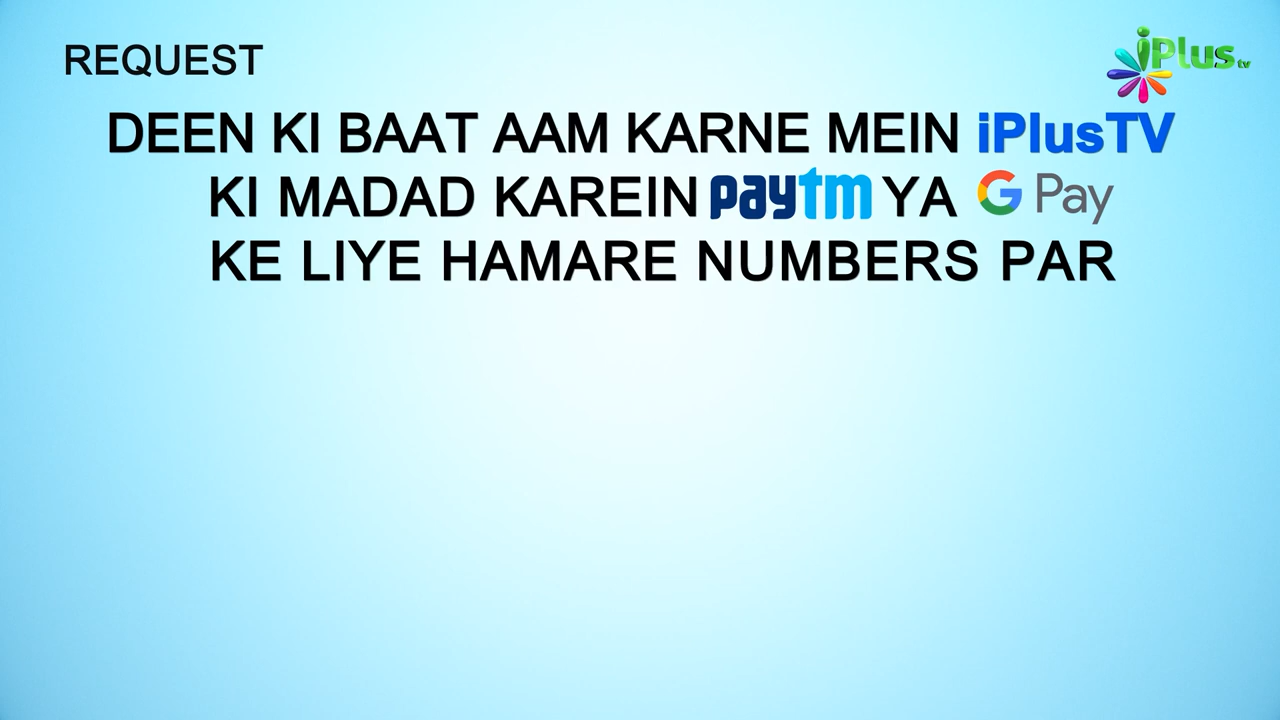 REQUEST
iPlus tv
DEEN KI BAAT AAM KARNE MEIN iPlusTV
KI MADAD KAREIN paytm YA G Pay
KE LIYE HAMARE NUMBERS PAR